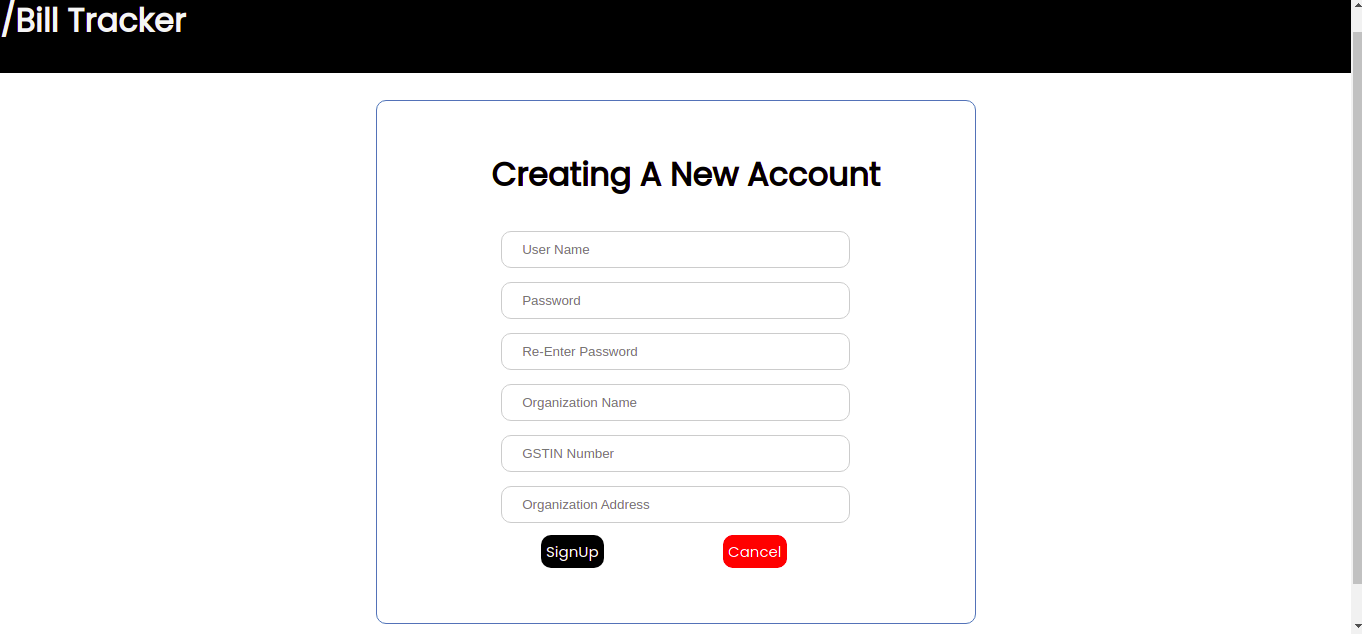 /Bill Tracker
Creating A New Account
User Name
Password
Re-Enter Password
Organization Name
GSTIN Number
Organization Address
SignUp Cancel